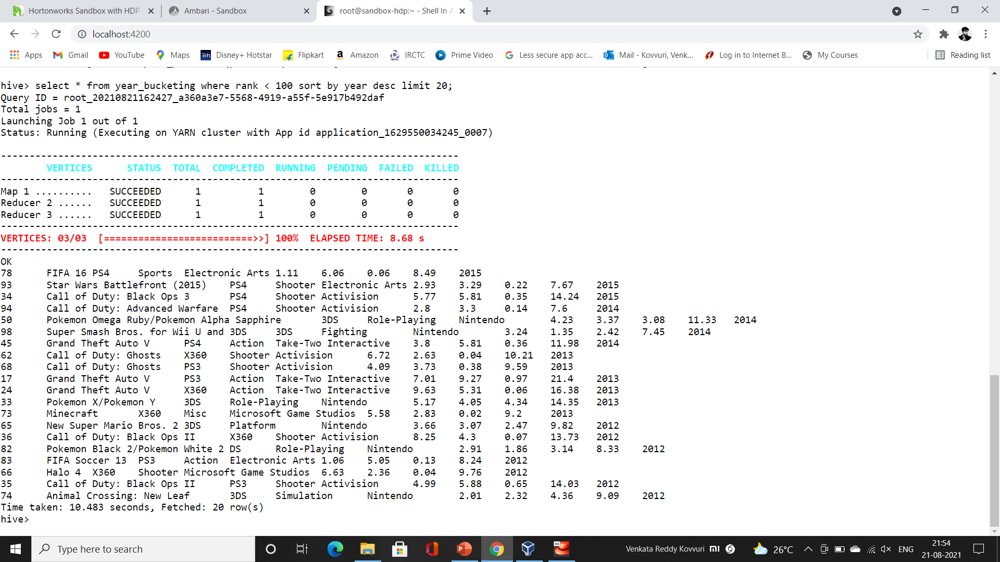 Hortonworks Sandbox with HDP
Ambari - Sandbox
root@sandbox-hdp:~ - Shell In A
localhost:4200
Apps Gmail YouTube Maps Disney+ Hotstar Flipkart Amazon IRCTC Prime Video Less secure app acc... Mail - Kovvuri, Venk... Log in to Internet B... My Courses Reading list
hive> select * from year_bucketing where rank < 100 sort by year desc limit 20;
Query ID = root_20210821162427_a360a3e7-5568-4919-a55f-5e917b492daf
Total jobs = 1
Launching Job 1 out of 1
Status: Running (Executing on YARN cluster with App id application_1629550034245_0007)
--------------------------------------------------------------------------------
VERTICES STATUS TOTAL COMPLETED RUNNING PENDING FAILED KILLED
--------------------------------------------------------------------------------
Map 1 .......... SUCCEEDED 1 1 0 0 0 0
Reducer 2 ...... SUCCEEDED 1 1 0 0 0 0
Reducer 3 ...... SUCCEEDED 1 1 0 0 0 0
--------------------------------------------------------------------------------
VERTICES: 03/03 [==========================>>] 100% ELAPSED TIME: 8.68 s
--------------------------------------------------------------------------------
OK
78 FIFA 16 PS4 Sports Electronic Arts 1.11 6.06 0.06 8.49 2015
93 Star Wars Battlefront (2015) PS4 Shooter Electronic Arts 2.93 3.29 0.22 7.67 2015
34 Call of Duty: Black Ops 3 PS4 Shooter Activision 5.77 5.81 0.35 14.24 2015
94 Call of Duty: Advanced Warfare PS4 Shooter Activision 2.8 3.3 0.14 7.6 2014
50 Pokemon Omega Ruby/Pokemon Alpha Sapphire 3DS Role-Playing Nintendo 4.23 3.37 3.08 11.33 2014
98 Super Smash Bros. for Wii U and 3DS 3DS Fighting Nintendo 3.24 1.35 2.42 7.45 2014
45 Grand Theft Auto V PS4 Action Take-Two Interactive 3.8 5.81 0.36 11.98 2014
62 Call of Duty: Ghosts X360 Shooter Activision 6.72 2.63 0.04 10.21 2013
68 Call of Duty: Ghosts PS3 Shooter Activision 4.09 3.73 0.38 9.59 2013
17 Grand Theft Auto V PS3 Action Take-Two Interactive 7.01 9.27 0.97 21.4 2013
24 Grand Theft Auto V X360 Action Take-Two Interactive 9.63 5.31 0.06 16.38 2013
33 Pokemon X/Pokemon Y 3DS Role-Playing Nintendo 5.17 4.05 4.34 14.35 2013
73 Minecraft X360 Misc Microsoft Game Studios 5.58 2.83 0.02 9.2 2013
65 New Super Mario Bros. 2 3DS Platform Nintendo 3.66 3.07 2.47 9.82 2012
36 Call of Duty: Black Ops II X360 Shooter Activision 8.25 4.3 0.07 13.73 2012
82 Pokemon Black 2/Pokemon White 2 DS Role-Playing Nintendo 2.91 1.86 3.14 8.33 2012
83 FIFA Soccer 13 PS3 Action Electronic Arts 1.06 5.05 0.13 8.24 2012
66 Halo 4 X360 Shooter Microsoft Game Studios 6.63 2.36 0.04 9.76 2012
35 Call of Duty: Black Ops II PS3 Shooter Activision 4.99 5.88 0.65 14.03 2012
74 Animal Crossing: New Leaf 3DS Simulation Nintendo 2.01 2.32 4.36 9.09 2012
Time taken: 10.483 seconds, Fetched: 20 row(s)
hive>
Type here to search
Venkata Reddy Kovvuri
26°C
ENG
21:54
21-08-2021